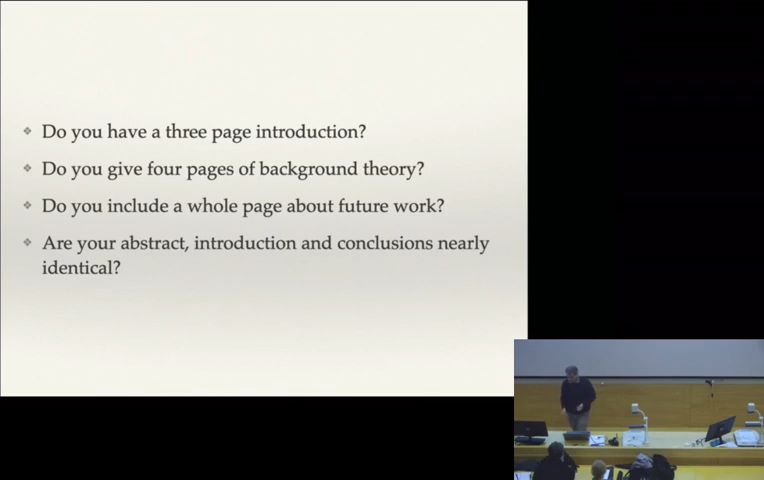 Do you have a three page introduction?
Do you give four pages of background theory?
Do you include a whole page about future work?
Are your abstract, introduction and conclusions nearly
identical?